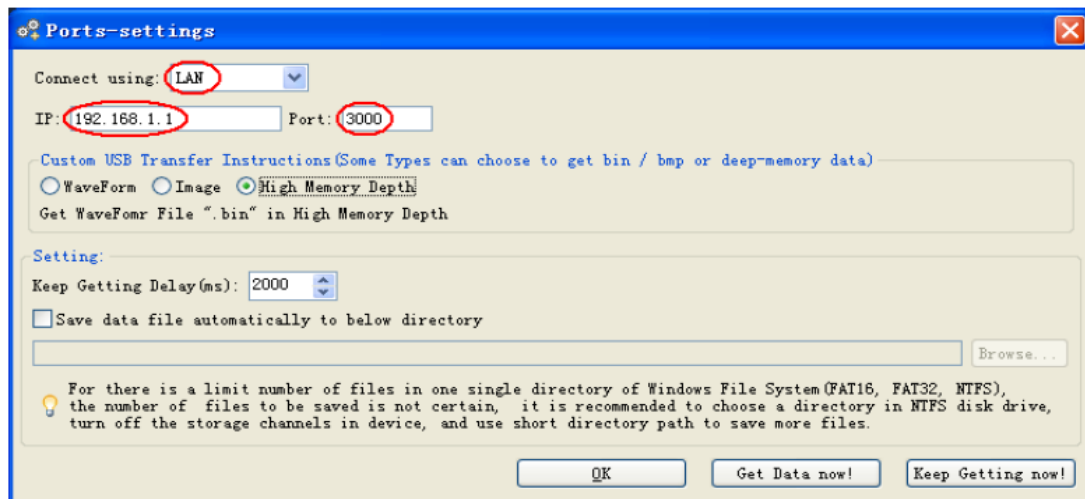 Ports-settings
Connect using: LAN
IP: 192.168.1.1 Port: 3000
Custom USB Transfer Instructions(Some Types can choose to get bin / bmp or deep-memory data)
WaveForm Image High Memory Depth
Get WaveFomr File ".bin" in High Memory Depth
Setting:
Keep Getting Delay(ms): 2000
Save data file automatically to below directory
Browse...
For there is a limit number of files in one single directory of Windows File System(FAT16, FAT32, NTFS),
the number of files to be saved is not certain, it is recommended to choose a directory in NTFS disk drive,
turn off the storage channels in device, and use short directory path to save more files.
OK Get Data now! Keep Getting now!